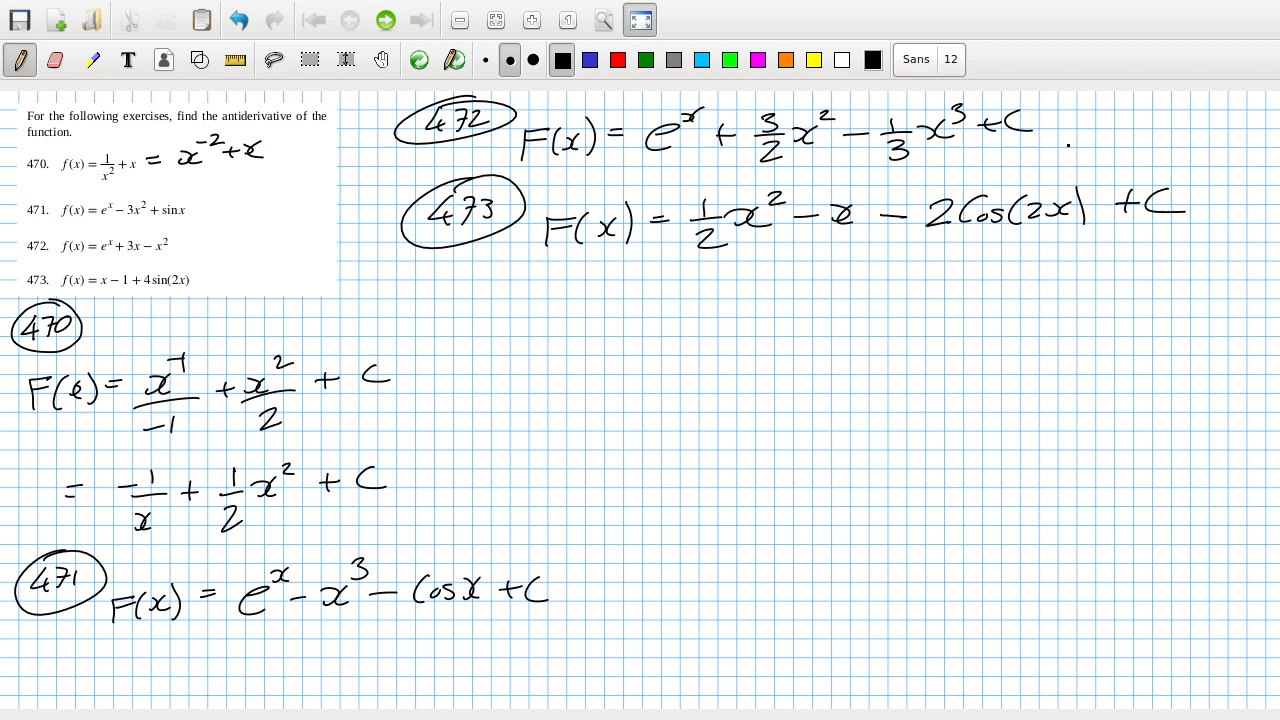 Sans 12
For the following exercises, find the antiderivative of the
function.
470. f(x) = 1/x² + x = x⁻² + x
471. f(x) = eˣ − 3x² + sin x
472. f(x) = eˣ + 3x − x²
473. f(x) = x − 1 + 4 sin(2x)
470
F(x) = x⁻¹/−1 + x²/2 + C
= −1/x + 1/2 x² + C
471 F(x) = eˣ − x³ − Cos x + C
472 F(x) = eˣ + 3/2 x² − 1/3 x³ + C .
473 F(x) = 1/2 x² − x − 2 Cos(2x) + C